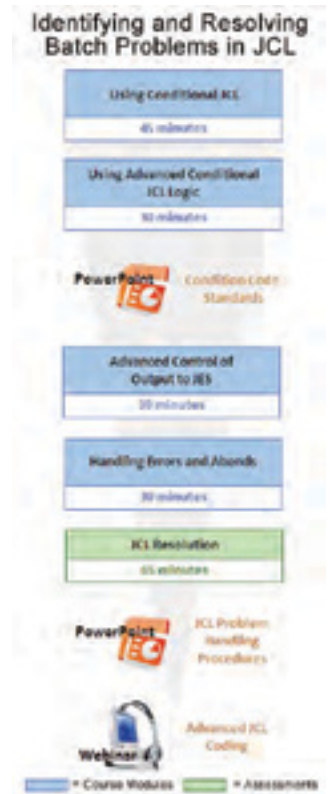 Identifying and Resolving
Batch Problems in JCL
Using Conditional JCL
45 minutes
Using Advanced Conditional
JCL Logic
minutes
PowerPoint
Condition Code
Standards
Advanced Control of
Output to JES
minutes
Handling Errors and Abends
minutes
JCL Resolution
minutes
PowerPoint
JCL Problem
Handling
Procedures
Advanced JCL
Coding
Webinar
= Course Modules
= Assessments